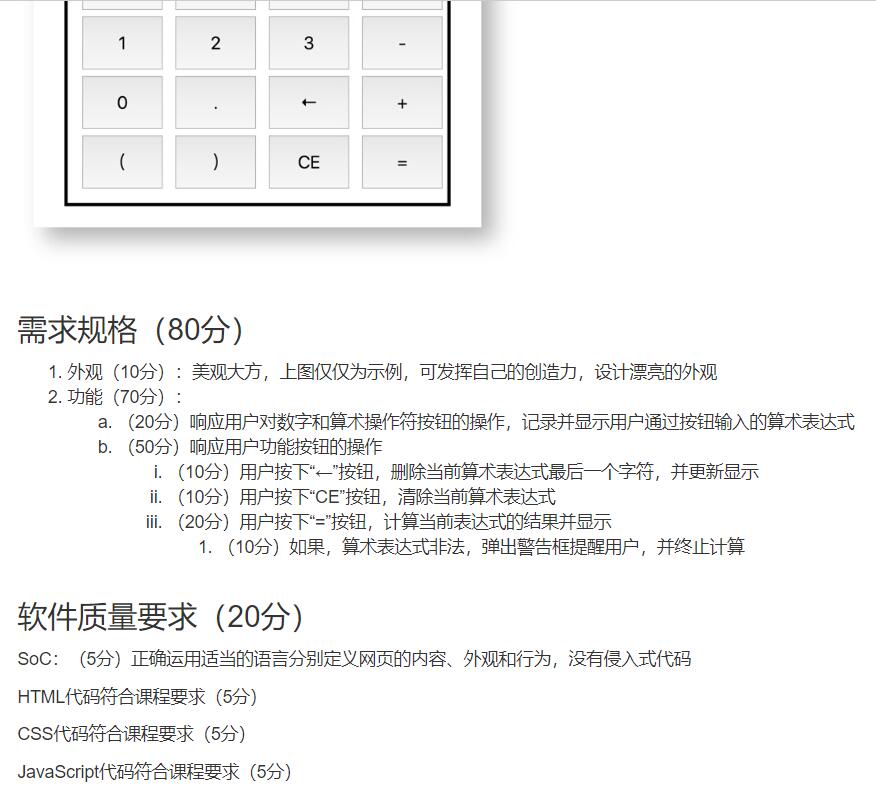 1 2 3 -
0 . ← +
( ) CE =
需求规格（80分）
1. 外观（10分）：美观大方，上图仅仅为示例，可发挥自己的创造力，设计漂亮的外观
2. 功能（70分）：
a. （20分）响应用户对数字和算术操作符按钮的操作，记录并显示用户通过按钮输入的算术表达式
b. （50分）响应用户功能按钮的操作
i. （10分）用户按下“←”按钮，删除当前算术表达式最后一个字符，并更新显示
ii. （10分）用户按下“CE”按钮，清除当前算术表达式
iii. （20分）用户按下“=”按钮，计算当前表达式的结果并显示
1. （10分）如果，算术表达式非法，弹出警告框提醒用户，并终止计算
软件质量要求（20分）
SoC：（5分）正确运用适当的语言分别定义网页的内容、外观和行为，没有侵入式代码
HTML代码符合课程要求（5分）
CSS代码符合课程要求（5分）
JavaScript代码符合课程要求（5分）